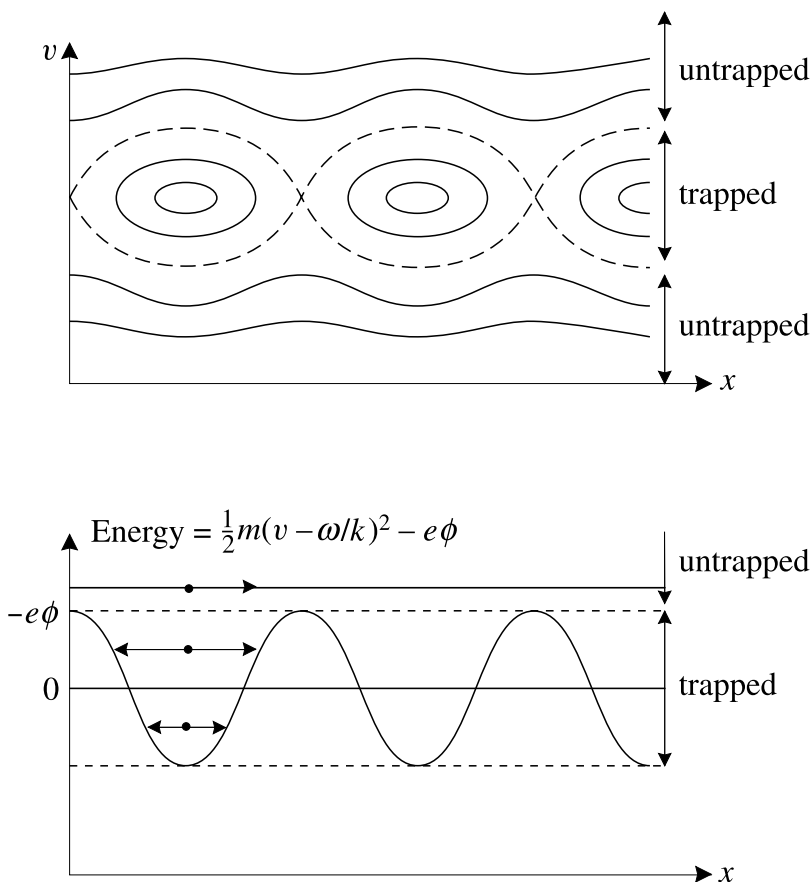 v
untrapped
trapped
untrapped
x
Energy = ½m(v − ω/k)² − eϕ
untrapped
−eϕ
0
trapped
x